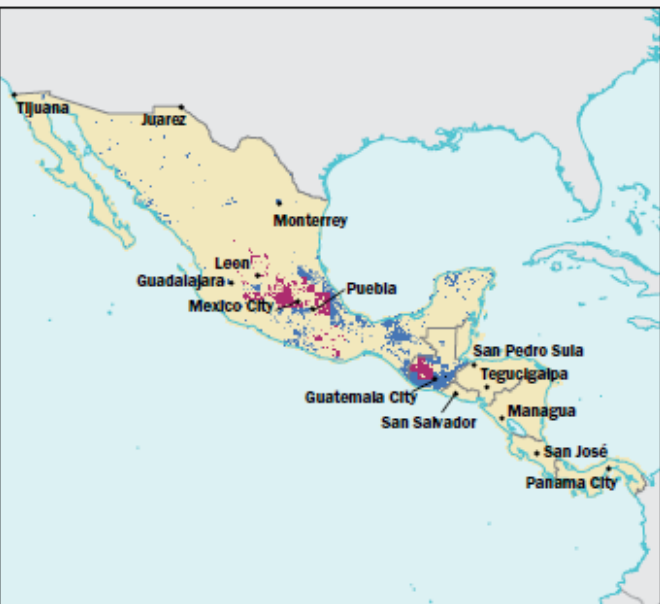 Tijuana
Juarez
Monterrey
Leon
Guadalajara
Puebla
Mexico City
San Pedro Sula
Tegucigalpa
Guatemala City
Managua
San Salvador
San José
Panama City